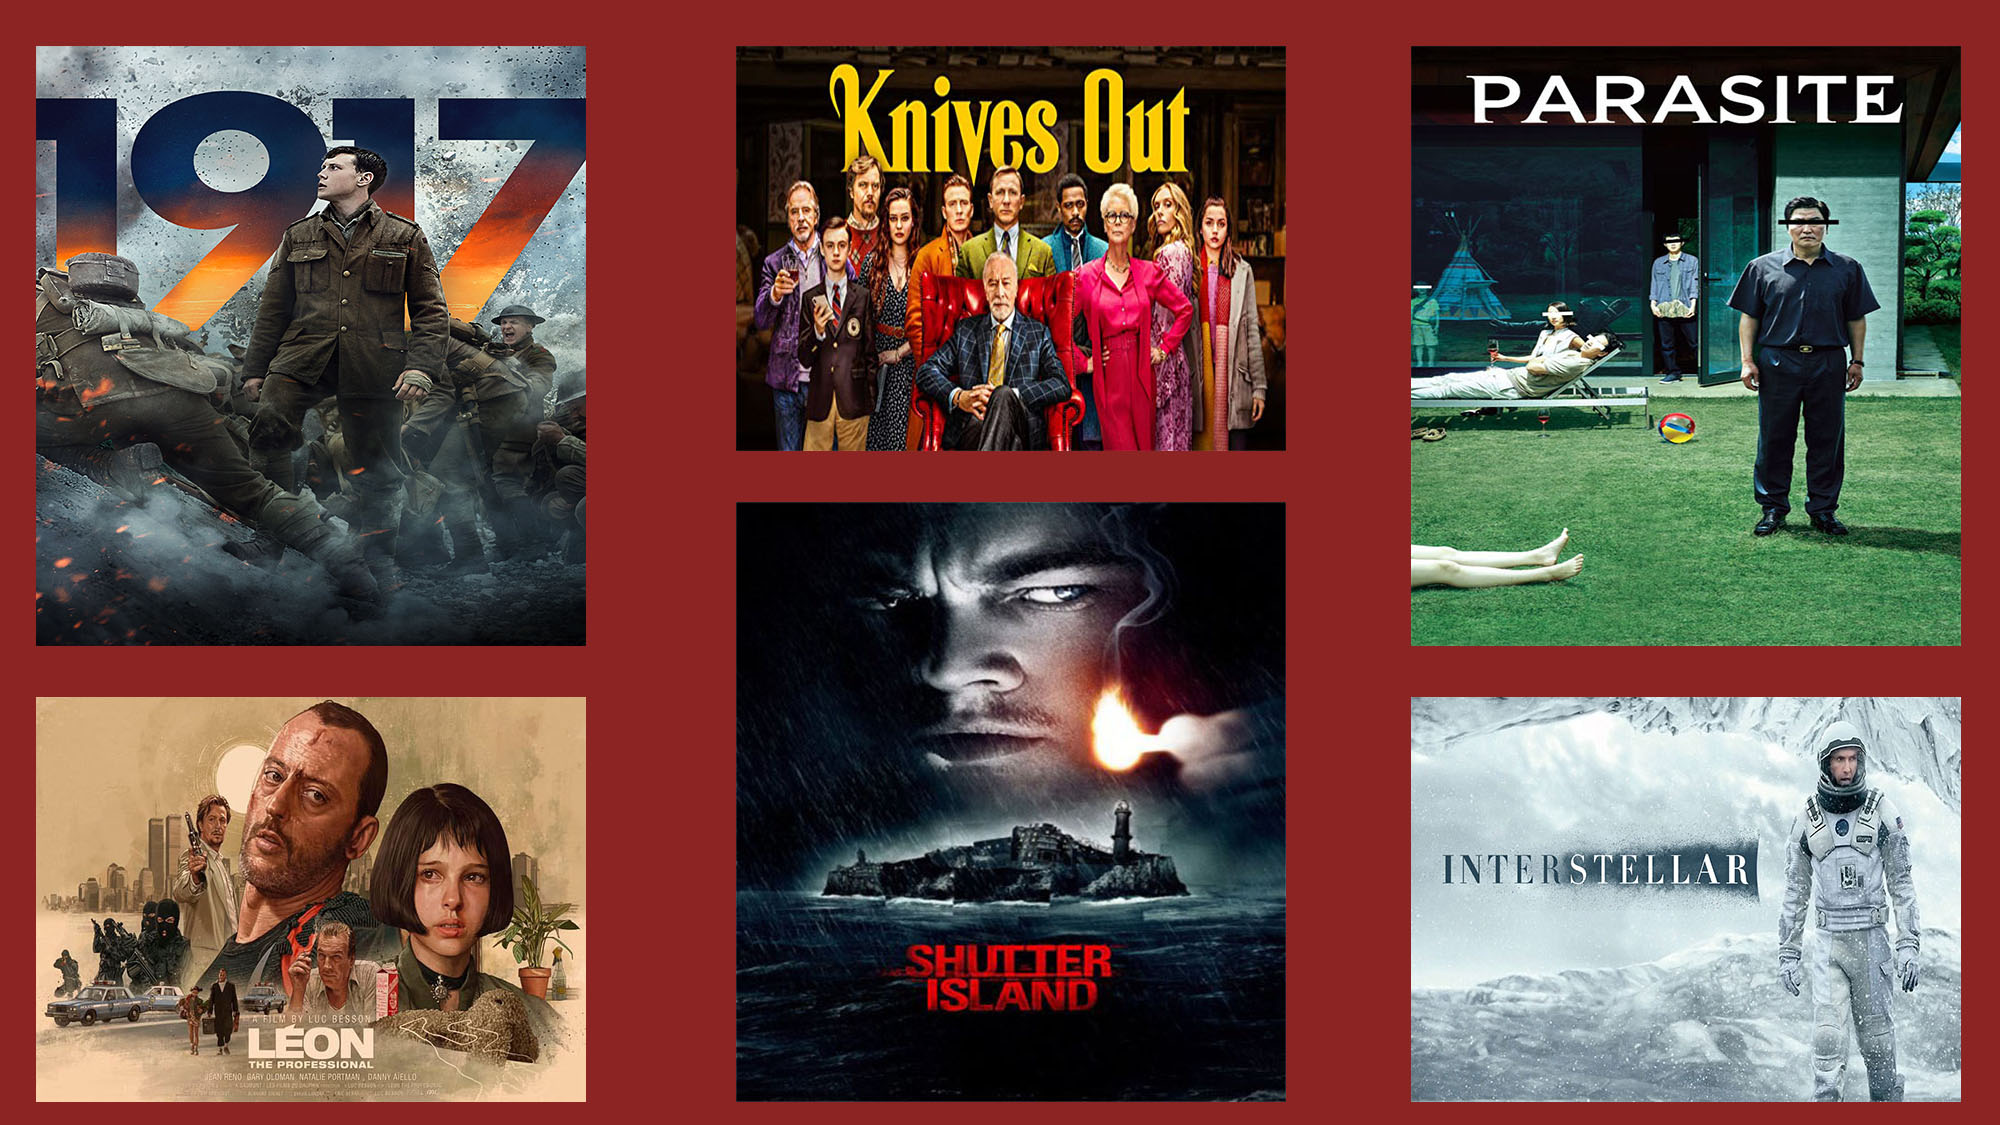 1917
Knives Out
PARASITE
A FILM BY LUC BESSON
LÉON
THE PROFESSIONAL
JEAN RENO GARY OLDMAN, NATALIE PORTMAN, DANNY AIELLO
SHUTTER
ISLAND
INTERSTELLAR